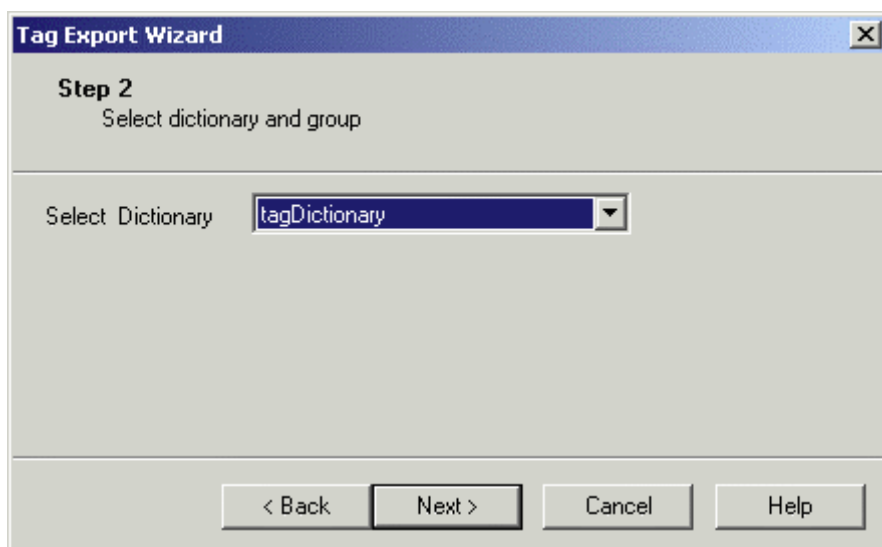 Tag Export Wizard
Step 2
Select dictionary and group
Select Dictionary tagDictionary
< Back Next > Cancel Help